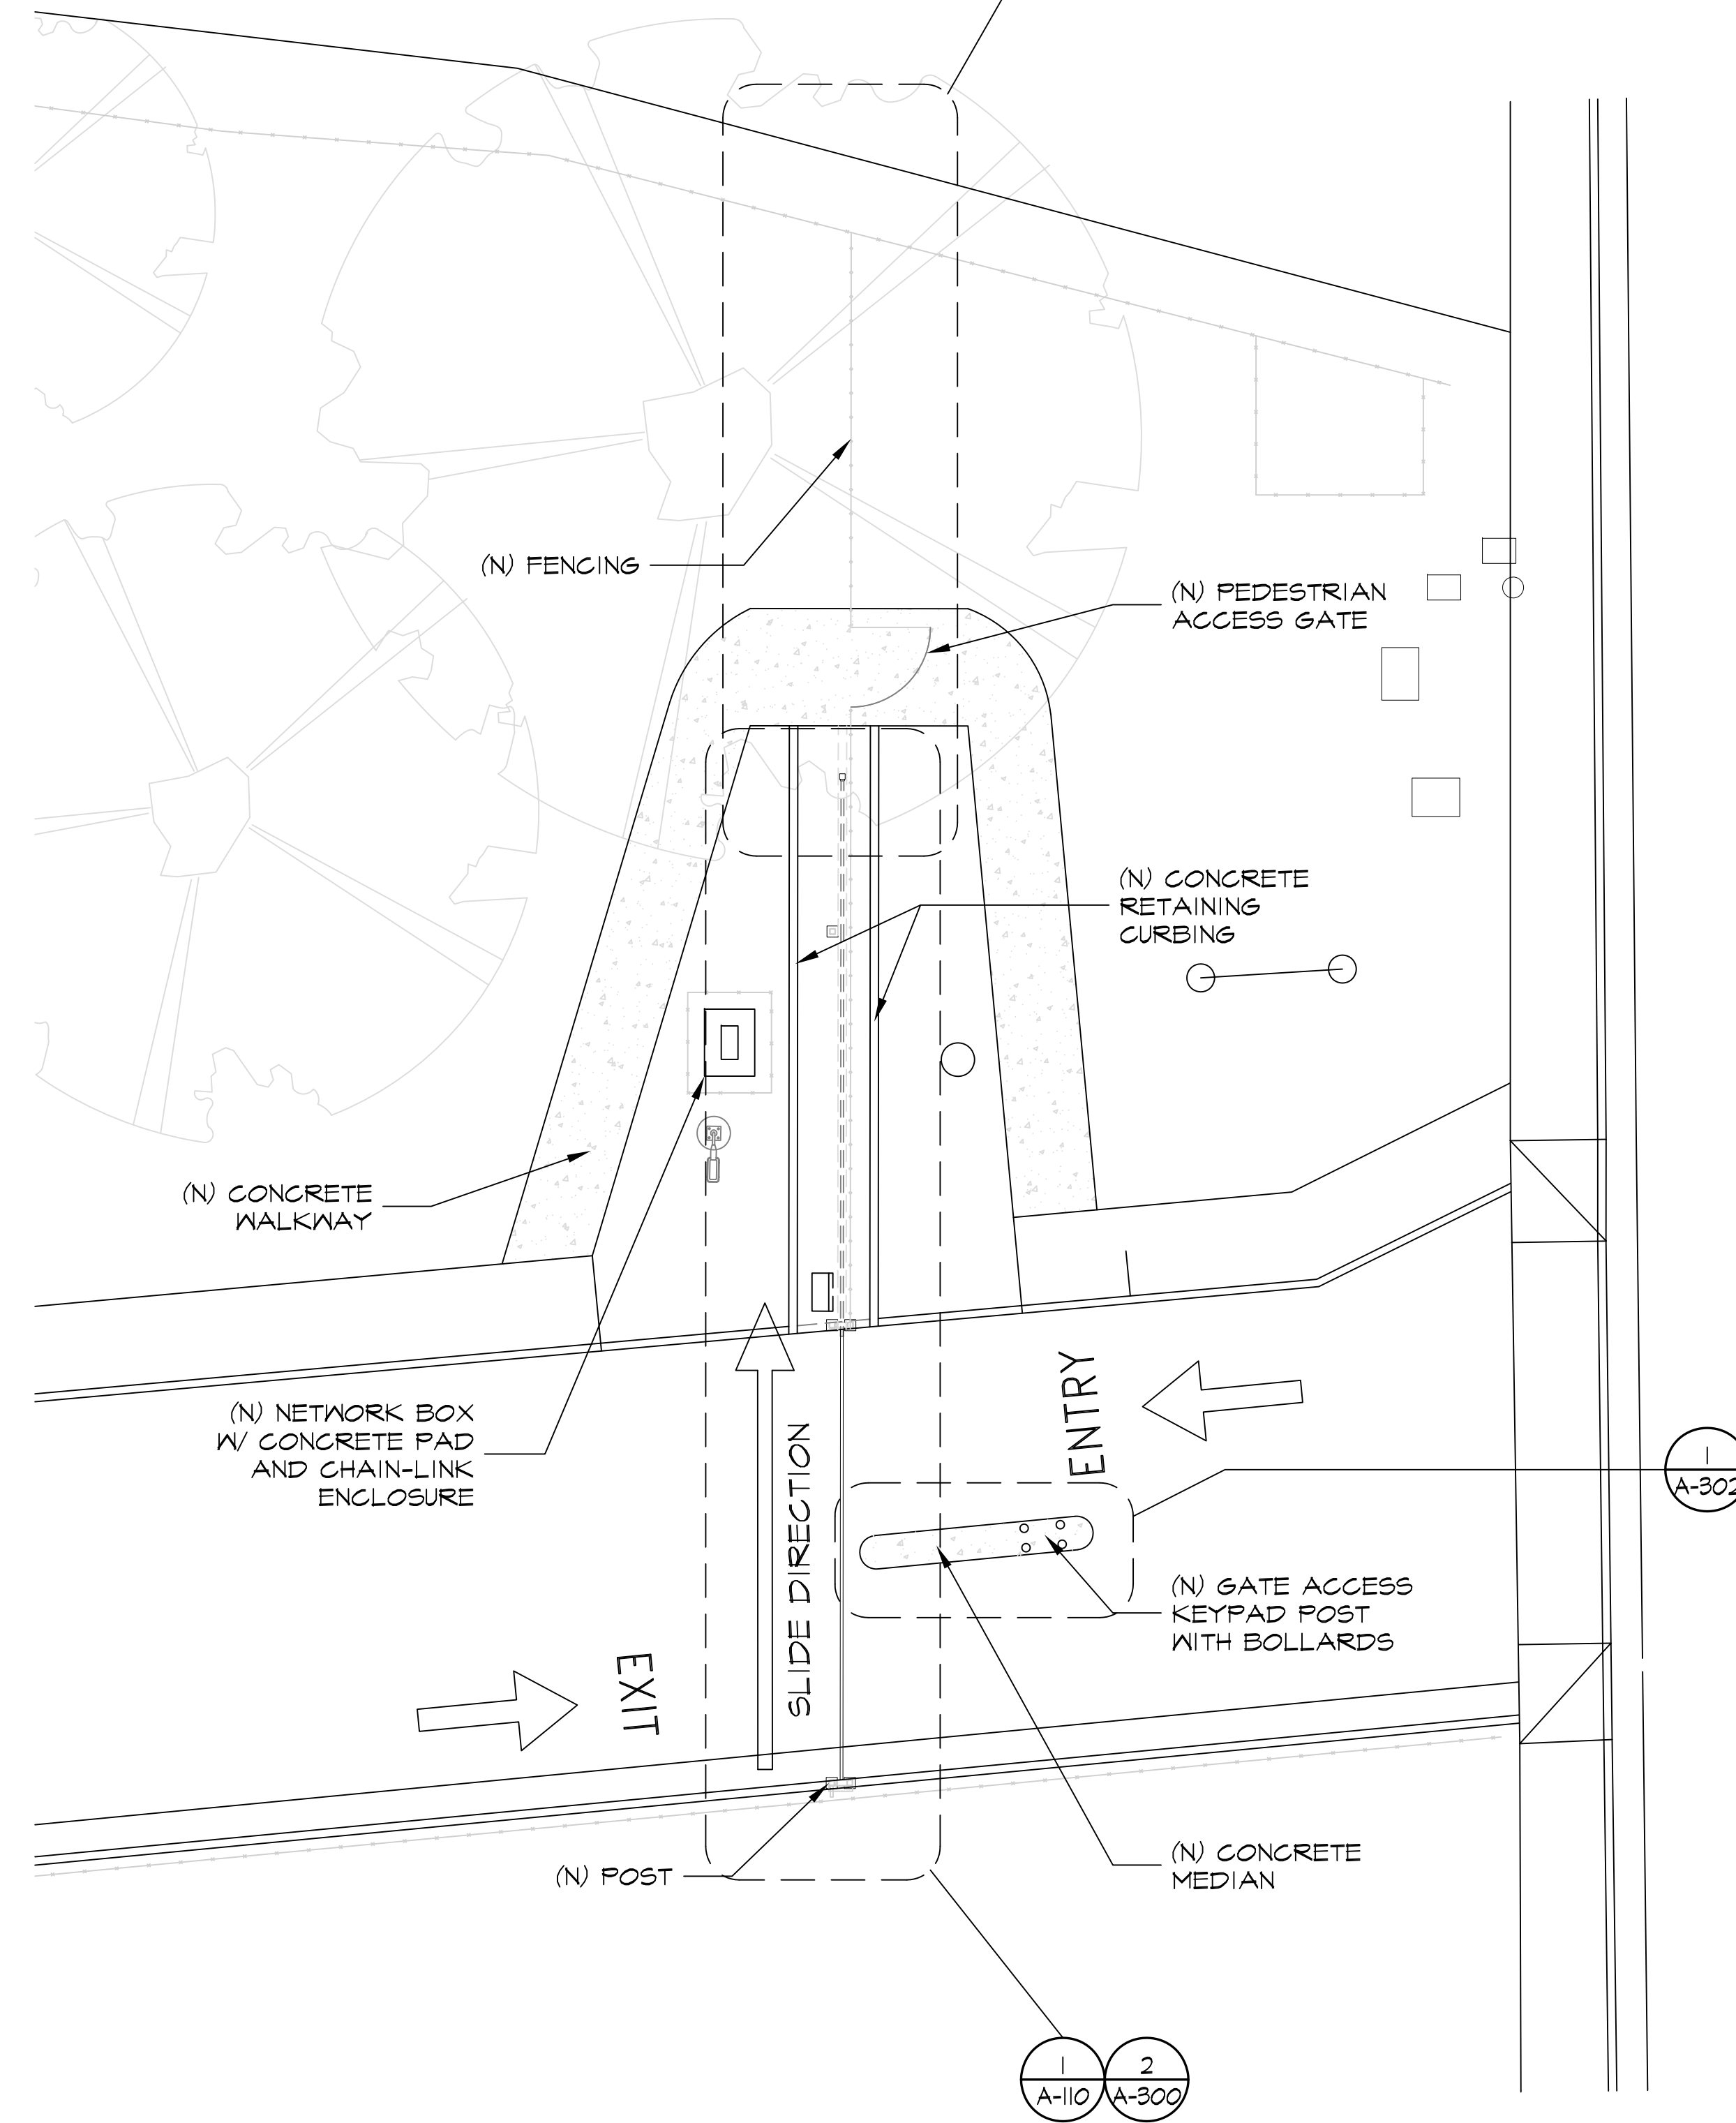 (N) FENCING
(N) PEDESTRIAN
ACCESS GATE
(N) CONCRETE
RETAINING
CURBING
(N) CONCRETE
WALKWAY
(N) NETWORK BOX
W/ CONCRETE PAD
AND CHAIN-LINK
ENCLOSURE
SLIDE DIRECTION
ENTRY
EXIT
1
A-302
(N) GATE ACCESS
KEYPAD POST
WITH BOLLARDS
(N) CONCRETE
MEDIAN
(N) POST
1
A-110
2
A-300